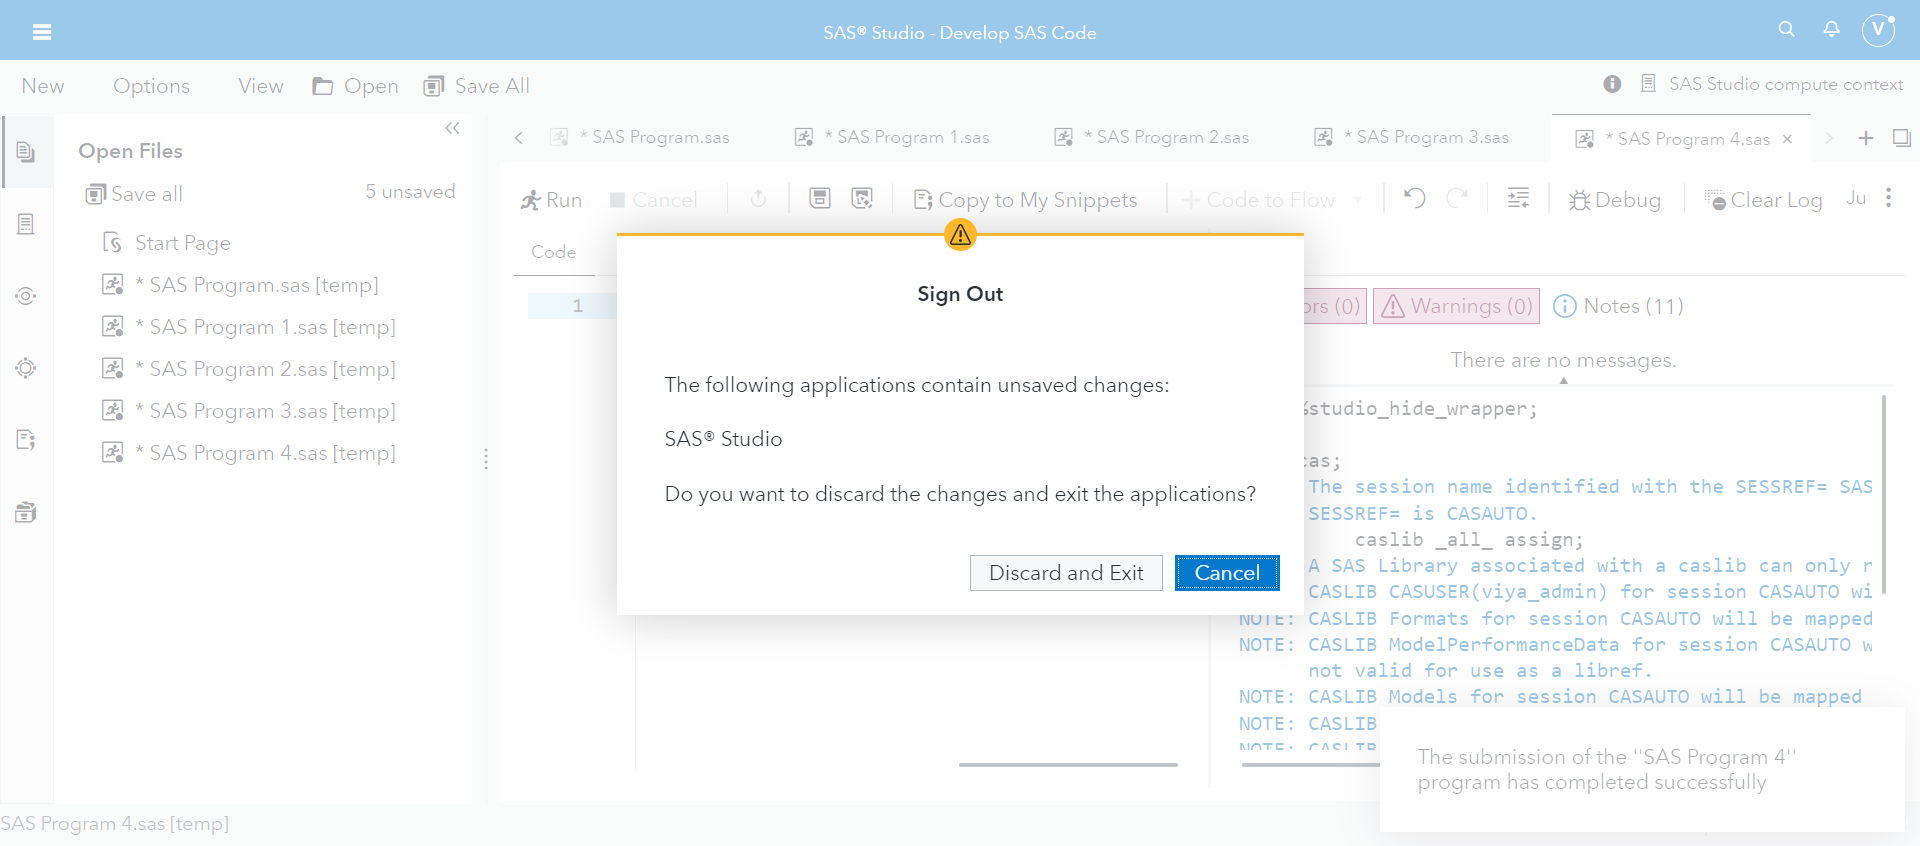 SAS® Studio - Develop SAS Code
V
New Options View Open Save All
SAS Studio compute context
Open Files
Save all 5 unsaved
Start Page
* SAS Program.sas [temp]
* SAS Program 1.sas [temp]
* SAS Program 2.sas [temp]
* SAS Program 3.sas [temp]
* SAS Program 4.sas [temp]
* SAS Program.sas * SAS Program 1.sas * SAS Program 2.sas * SAS Program 3.sas * SAS Program 4.sas
Run Cancel Copy to My Snippets Code to Flow Debug Clear Log Ju
Code
1
Sign Out
The following applications contain unsaved changes:
SAS® Studio
Do you want to discard the changes and exit the applications?
Discard and Exit Cancel
(0) Warnings (0) Notes (11)
There are no messages.
%studio_hide_wrapper;
cas;
The session name identified with the SESSREF= SAS
SESSREF= is CASAUTO.
caslib _all_ assign;
A SAS Library associated with a caslib can only r
CASLIB CASUSER(viya_admin) for session CASAUTO wi
NOTE: CASLIB Formats for session CASAUTO will be mapped
NOTE: CASLIB ModelPerformanceData for session CASAUTO w
not valid for use as a libref.
NOTE: CASLIB Models for session CASAUTO will be mapped
NOTE: CASLIB
NOTE: CASLIB
The submission of the ''SAS Program 4''
program has completed successfully
SAS Program 4.sas [temp]